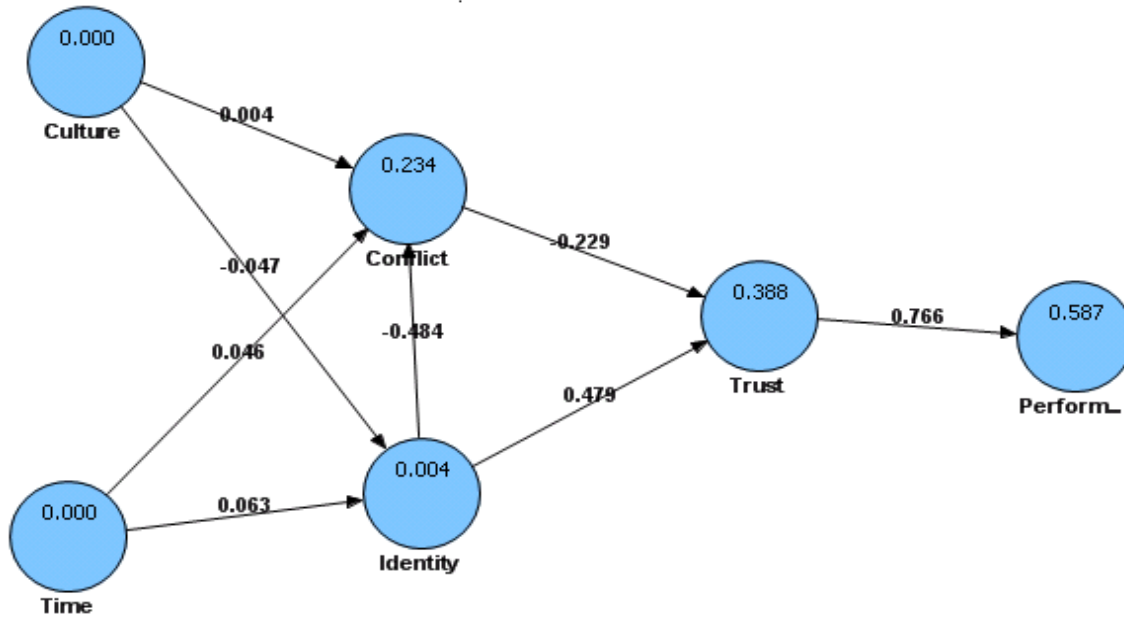 0.000
Culture
0.004
0.234
Conflict
-0.047
-0.229
0.388
Trust
0.766
0.587
Perform...
0.046
-0.484
0.479
0.000
Time
0.063
0.004
Identity